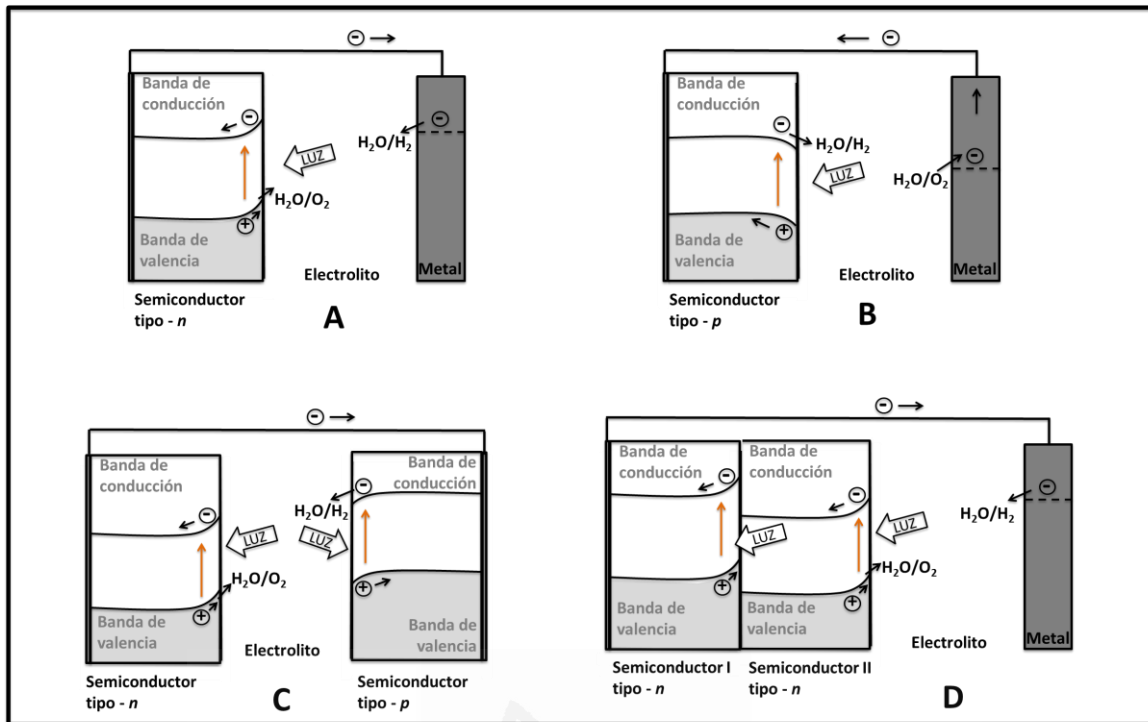 Banda de
conducción
LUZ
H₂O/H₂
H₂O/O₂
Banda de
valencia
Electrolito
Metal
Semiconductor
tipo - n
A
Banda de
conducción
H₂O/H₂
LUZ
H₂O/O₂
Banda de
valencia
Electrolito
Metal
Semiconductor
tipo - p
B
Banda de
conducción
LUZ
H₂O/O₂
Banda de
valencia
Electrolito
Banda de
conducción
H₂O/H₂
LUZ
Banda de
valencia
Semiconductor
tipo - n
C
Semiconductor
tipo - p
Banda de
conducción
Banda de
conducción
LUZ
LUZ
H₂O/H₂
H₂O/O₂
Banda de
valencia
Banda de
valencia
Electrolito
Metal
Semiconductor I
tipo - n
Semiconductor II
tipo - n
D